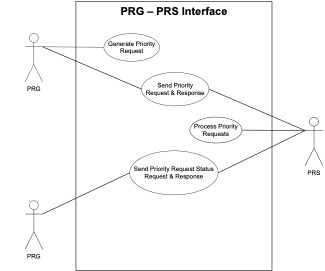 PRG – PRS Interface
Generate Priority
Request
PRG
Send Priority
Request & Response
Process Priority
Requests
PRS
Send Priority Request Status
Request & Response
PRG